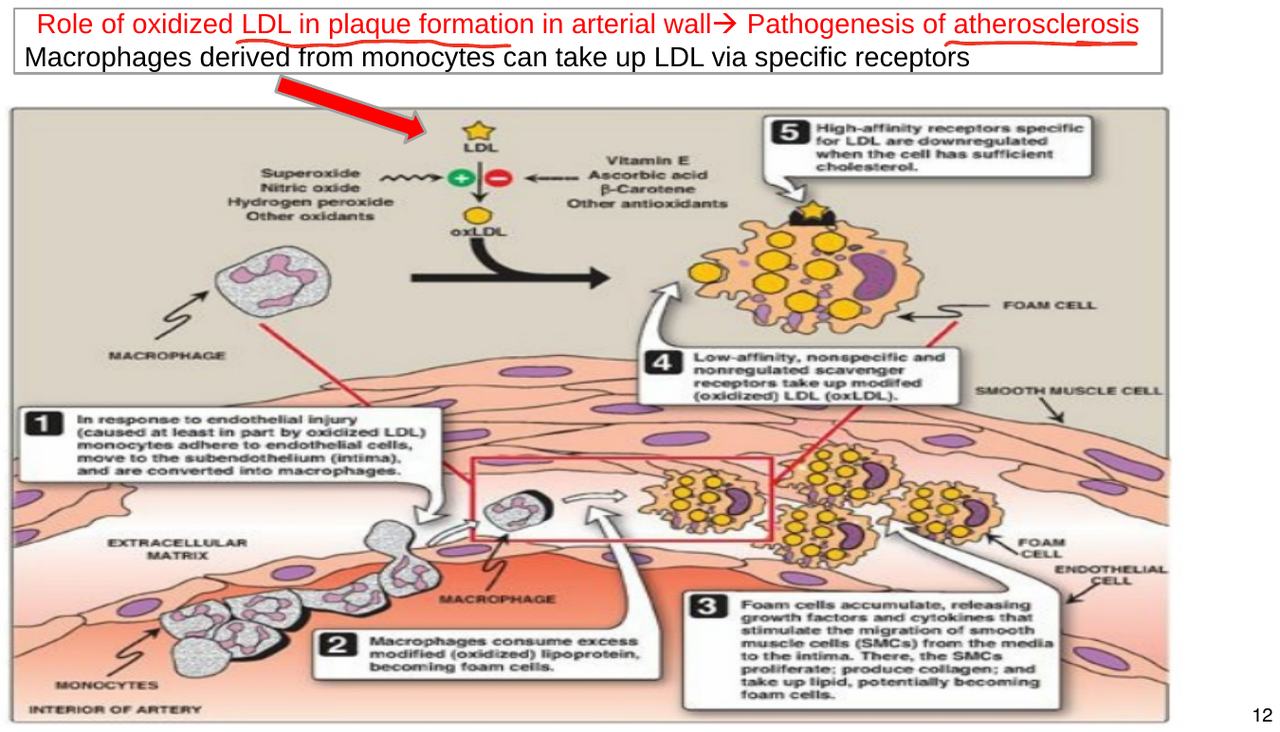 Role of oxidized LDL in plaque formation in arterial wall→ Pathogenesis of atherosclerosis
Macrophages derived from monocytes can take up LDL via specific receptors
LDL
Superoxide
Nitric oxide
Hydrogen peroxide
Other oxidants
+
−
Vitamin E
Ascorbic acid
β-Carotene
Other antioxidants
oxLDL
5
High-affinity receptors specific
for LDL are downregulated
when the cell has sufficient
cholesterol.
MACROPHAGE
FOAM CELL
4
Low-affinity, nonspecific and
nonregulated scavenger
receptors take up modifed
(oxidized) LDL (oxLDL).
SMOOTH MUSCLE CELL
1
In response to endothelial injury
(caused at least in part by oxidized LDL)
monocytes adhere to endothelial cells,
move to the subendothelium (intima),
and are converted into macrophages.
EXTRACELLULAR
MATRIX
FOAM
CELL
ENDOTHELIAL
CELL
MACROPHAGE
3
Foam cells accumulate, releasing
growth factors and cytokines that
stimulate the migration of smooth
muscle cells (SMCs) from the media
to the intima. There, the SMCs
proliferate; produce collagen; and
take up lipid, potentially becoming
foam cells.
2
Macrophages consume excess
modified (oxidized) lipoprotein,
becoming foam cells.
MONOCYTES
INTERIOR OF ARTERY
12